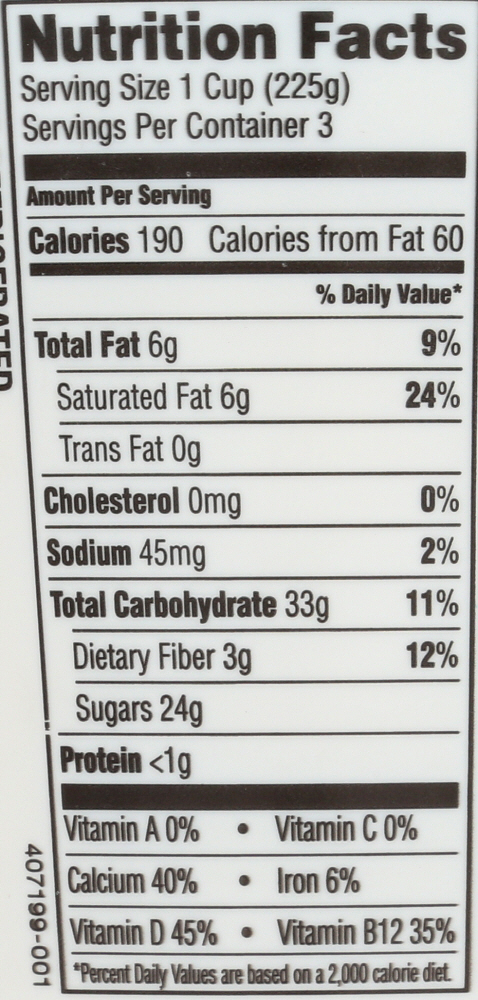 Nutrition Facts
Serving Size 1 Cup (225g)
Servings Per Container 3
Amount Per Serving
Calories 190 Calories from Fat 60
% Daily Value*
Total Fat 6g 9%
Saturated Fat 6g 24%
Trans Fat 0g
Cholesterol 0mg 0%
Sodium 45mg 2%
Total Carbohydrate 33g 11%
Dietary Fiber 3g 12%
Sugars 24g
Protein <1g
Vitamin A 0% • Vitamin C 0%
Calcium 40% • Iron 6%
Vitamin D 45% • Vitamin B12 35%
*Percent Daily Values are based on a 2,000 calorie diet.
407199-001